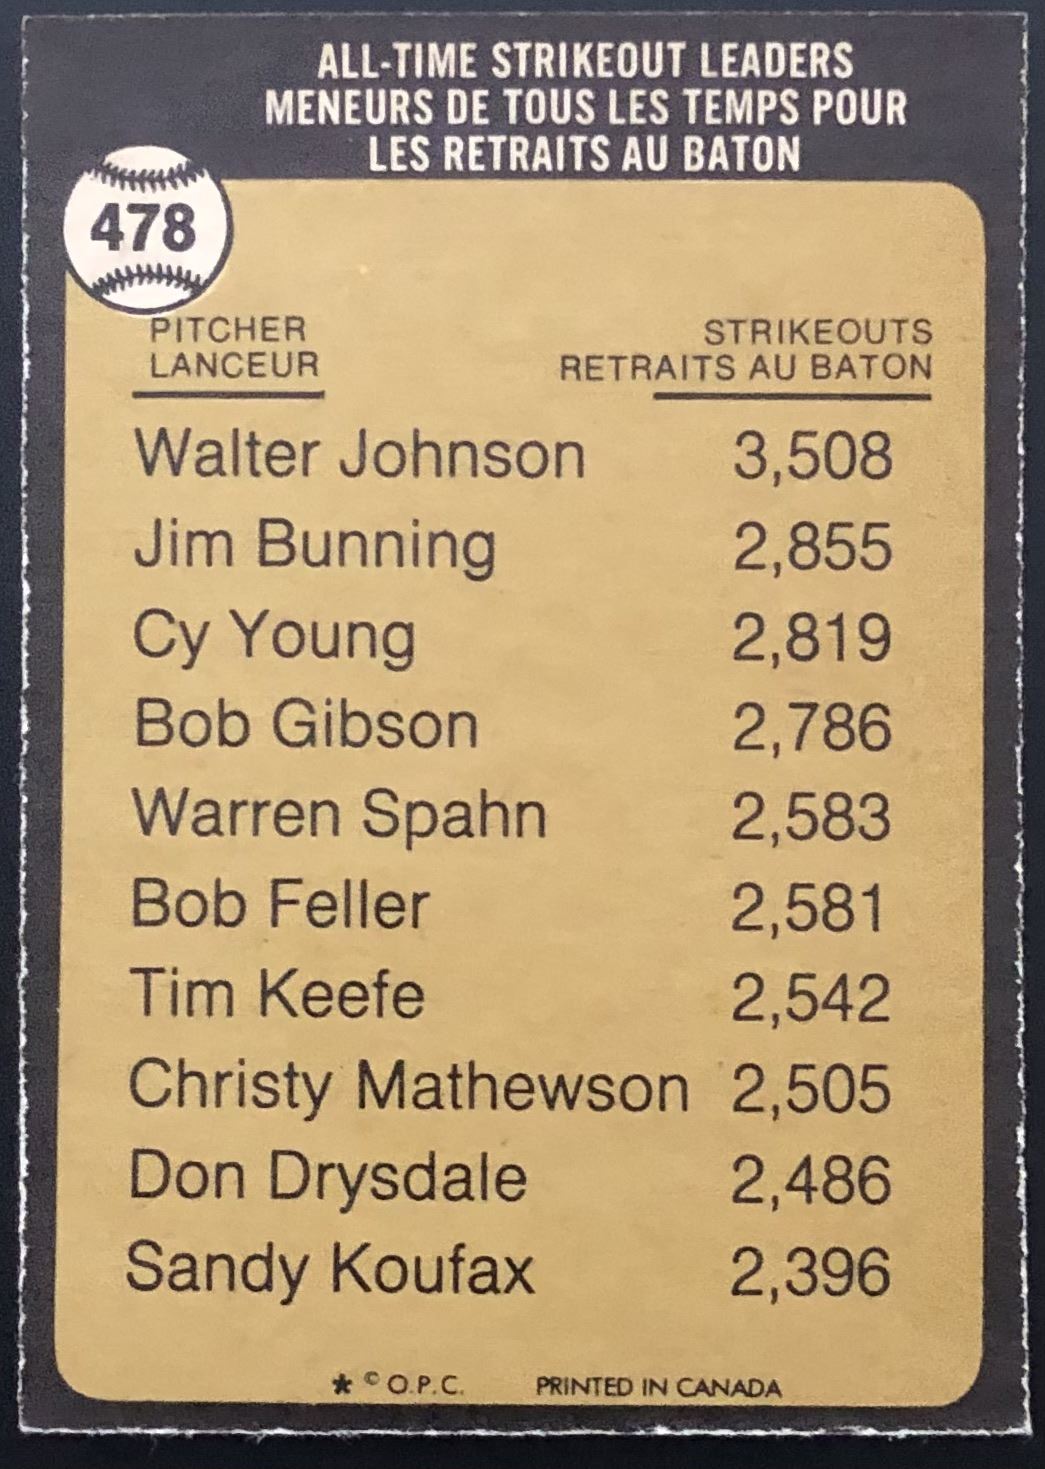 ALL-TIME STRIKEOUT LEADERS
MENEURS DE TOUS LES TEMPS POUR
LES RETRAITS AU BATON
478
PITCHER
LANCEUR
STRIKEOUTS
RETRAITS AU BATON
Walter Johnson 3,508
Jim Bunning 2,855
Cy Young 2,819
Bob Gibson 2,786
Warren Spahn 2,583
Bob Feller 2,581
Tim Keefe 2,542
Christy Mathewson 2,505
Don Drysdale 2,486
Sandy Koufax 2,396
* © O.P.C. PRINTED IN CANADA